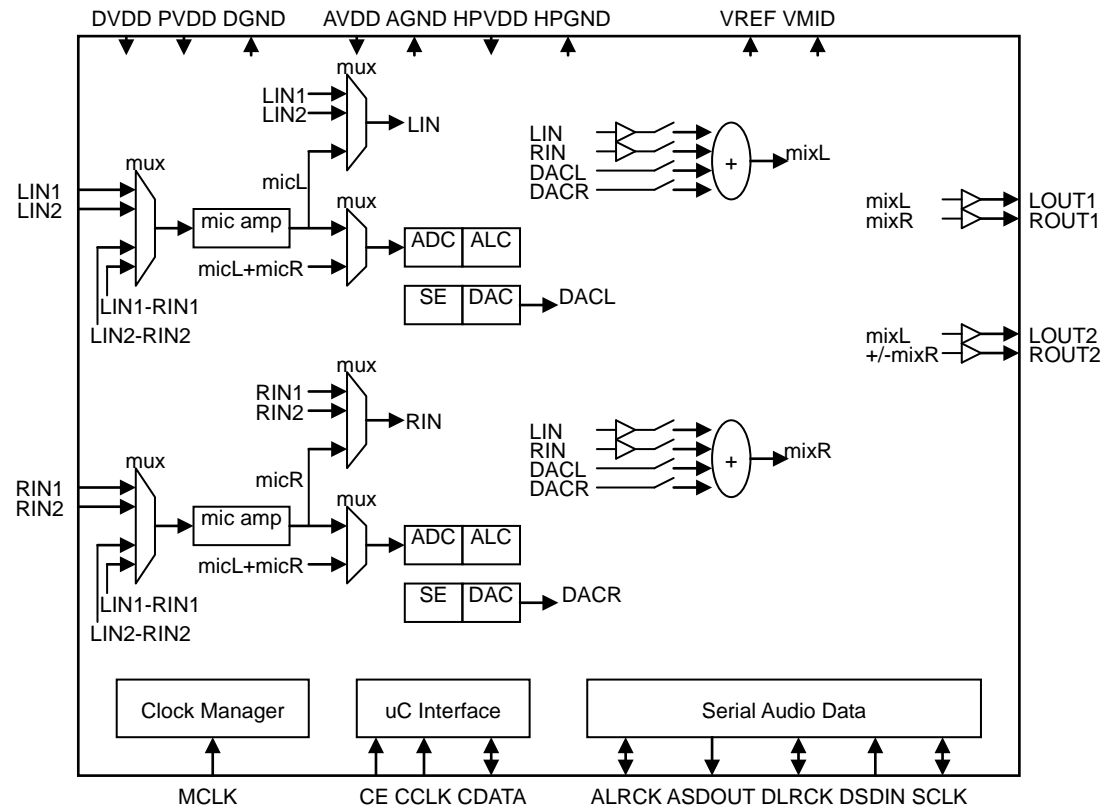 DVDD PVDD DGND AVDD AGND HPVDD HPGND VREF VMID
mux
LIN1
LIN2
LIN
micL
mux
LIN1
LIN2
mic amp
mux
micL+micR
ADC ALC
SE DAC
DACL
LIN1-RIN1
LIN2-RIN2
LIN
RIN
DACL
DACR
+
mixL
mixL
mixR
LOUT1
ROUT1
mixL
+/-mixR
LOUT2
ROUT2
mux
RIN1
RIN2
RIN
micR
mux
RIN1
RIN2
mic amp
mux
micL+micR
ADC ALC
SE DAC
DACR
LIN1-RIN1
LIN2-RIN2
LIN
RIN
DACL
DACR
+
mixR
Clock Manager
uC Interface
Serial Audio Data
MCLK
CE CCLK CDATA
ALRCK ASDOUT DLRCK DSDIN SCLK